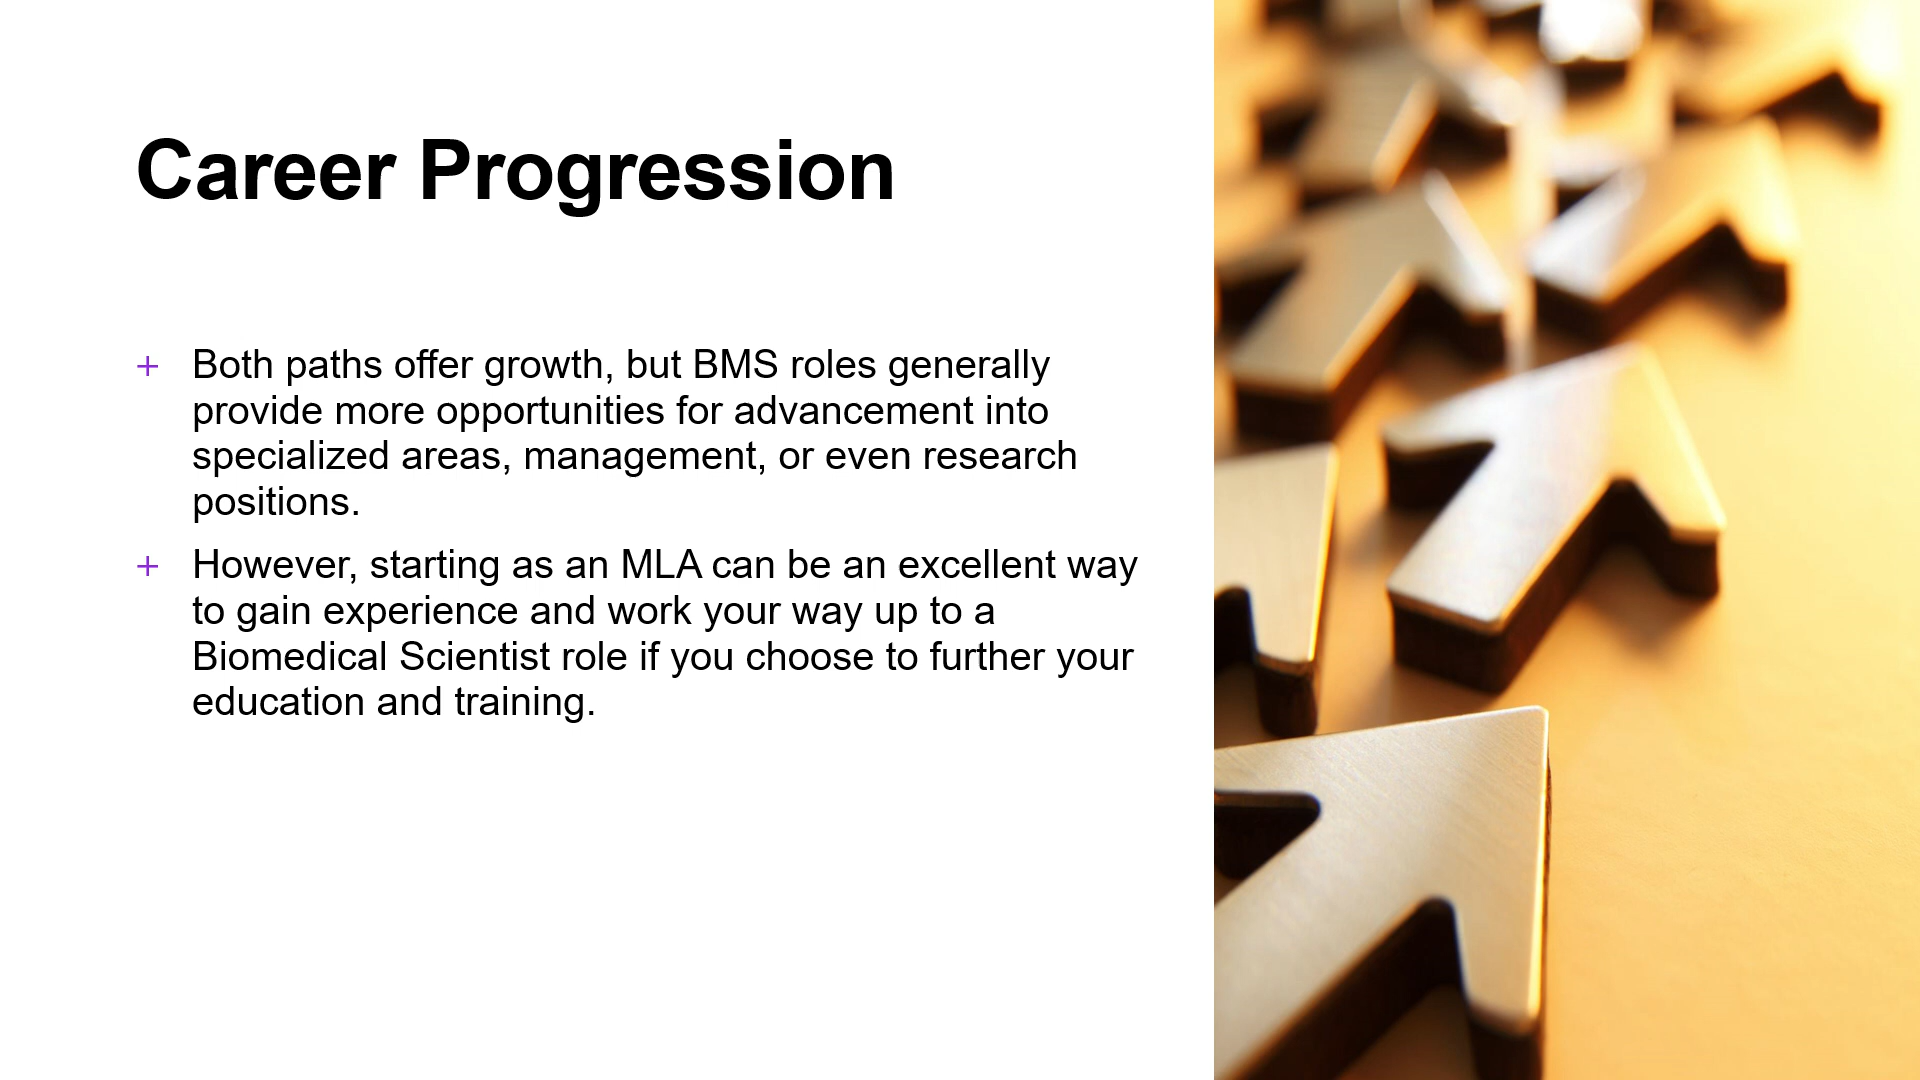 Career Progression
+ Both paths offer growth, but BMS roles generally
provide more opportunities for advancement into
specialized areas, management, or even research
positions.
+ However, starting as an MLA can be an excellent way
to gain experience and work your way up to a
Biomedical Scientist role if you choose to further your
education and training.